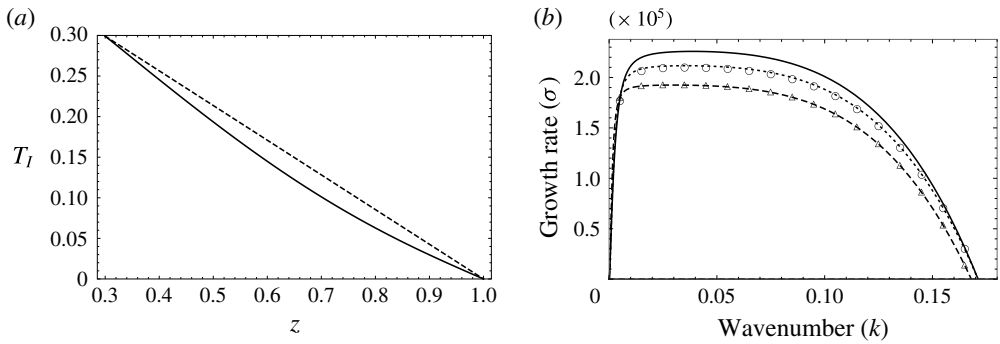 (a)
0.30
0.25
0.20
0.15
0.10
0.05
0
T_I
0.3 0.4 0.5 0.6 0.7 0.8 0.9 1.0
z
(b) (× 10⁵)
2.0
1.5
1.0
0.5
0
Growth rate (σ)
0.05 0.10 0.15
Wavenumber (k)